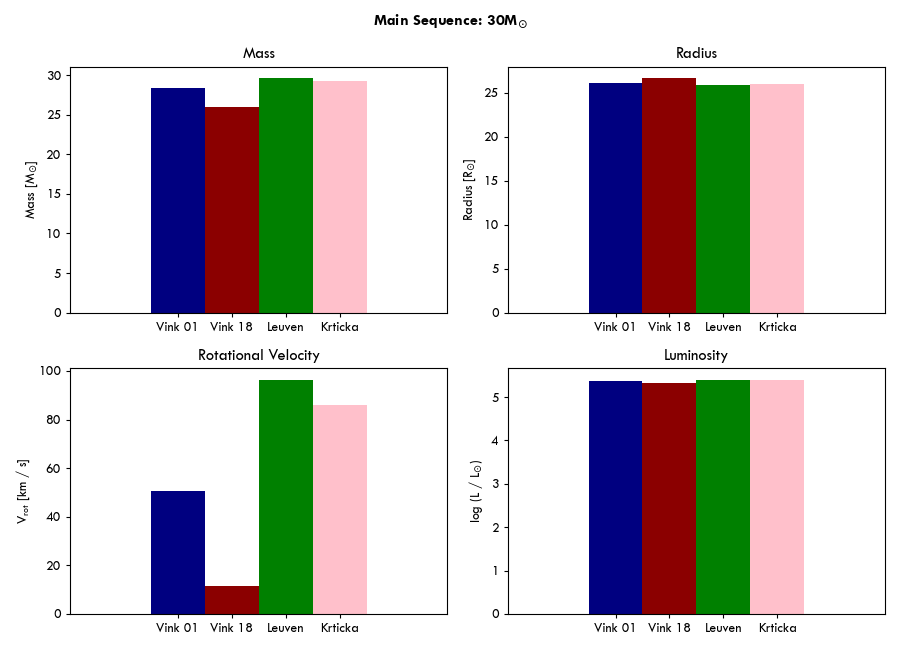 Main Sequence: 30M☉
Mass
30
25
20
15
10
5
0
Mass [M☉]
Vink 01 Vink 18 Leuven Krticka
Radius
25
20
15
10
5
0
Radius [R☉]
Vink 01 Vink 18 Leuven Krticka
Rotational Velocity
100
80
60
40
20
0
Vrot [km / s]
Vink 01 Vink 18 Leuven Krticka
Luminosity
5
4
3
2
1
0
log (L / L☉)
Vink 01 Vink 18 Leuven Krticka